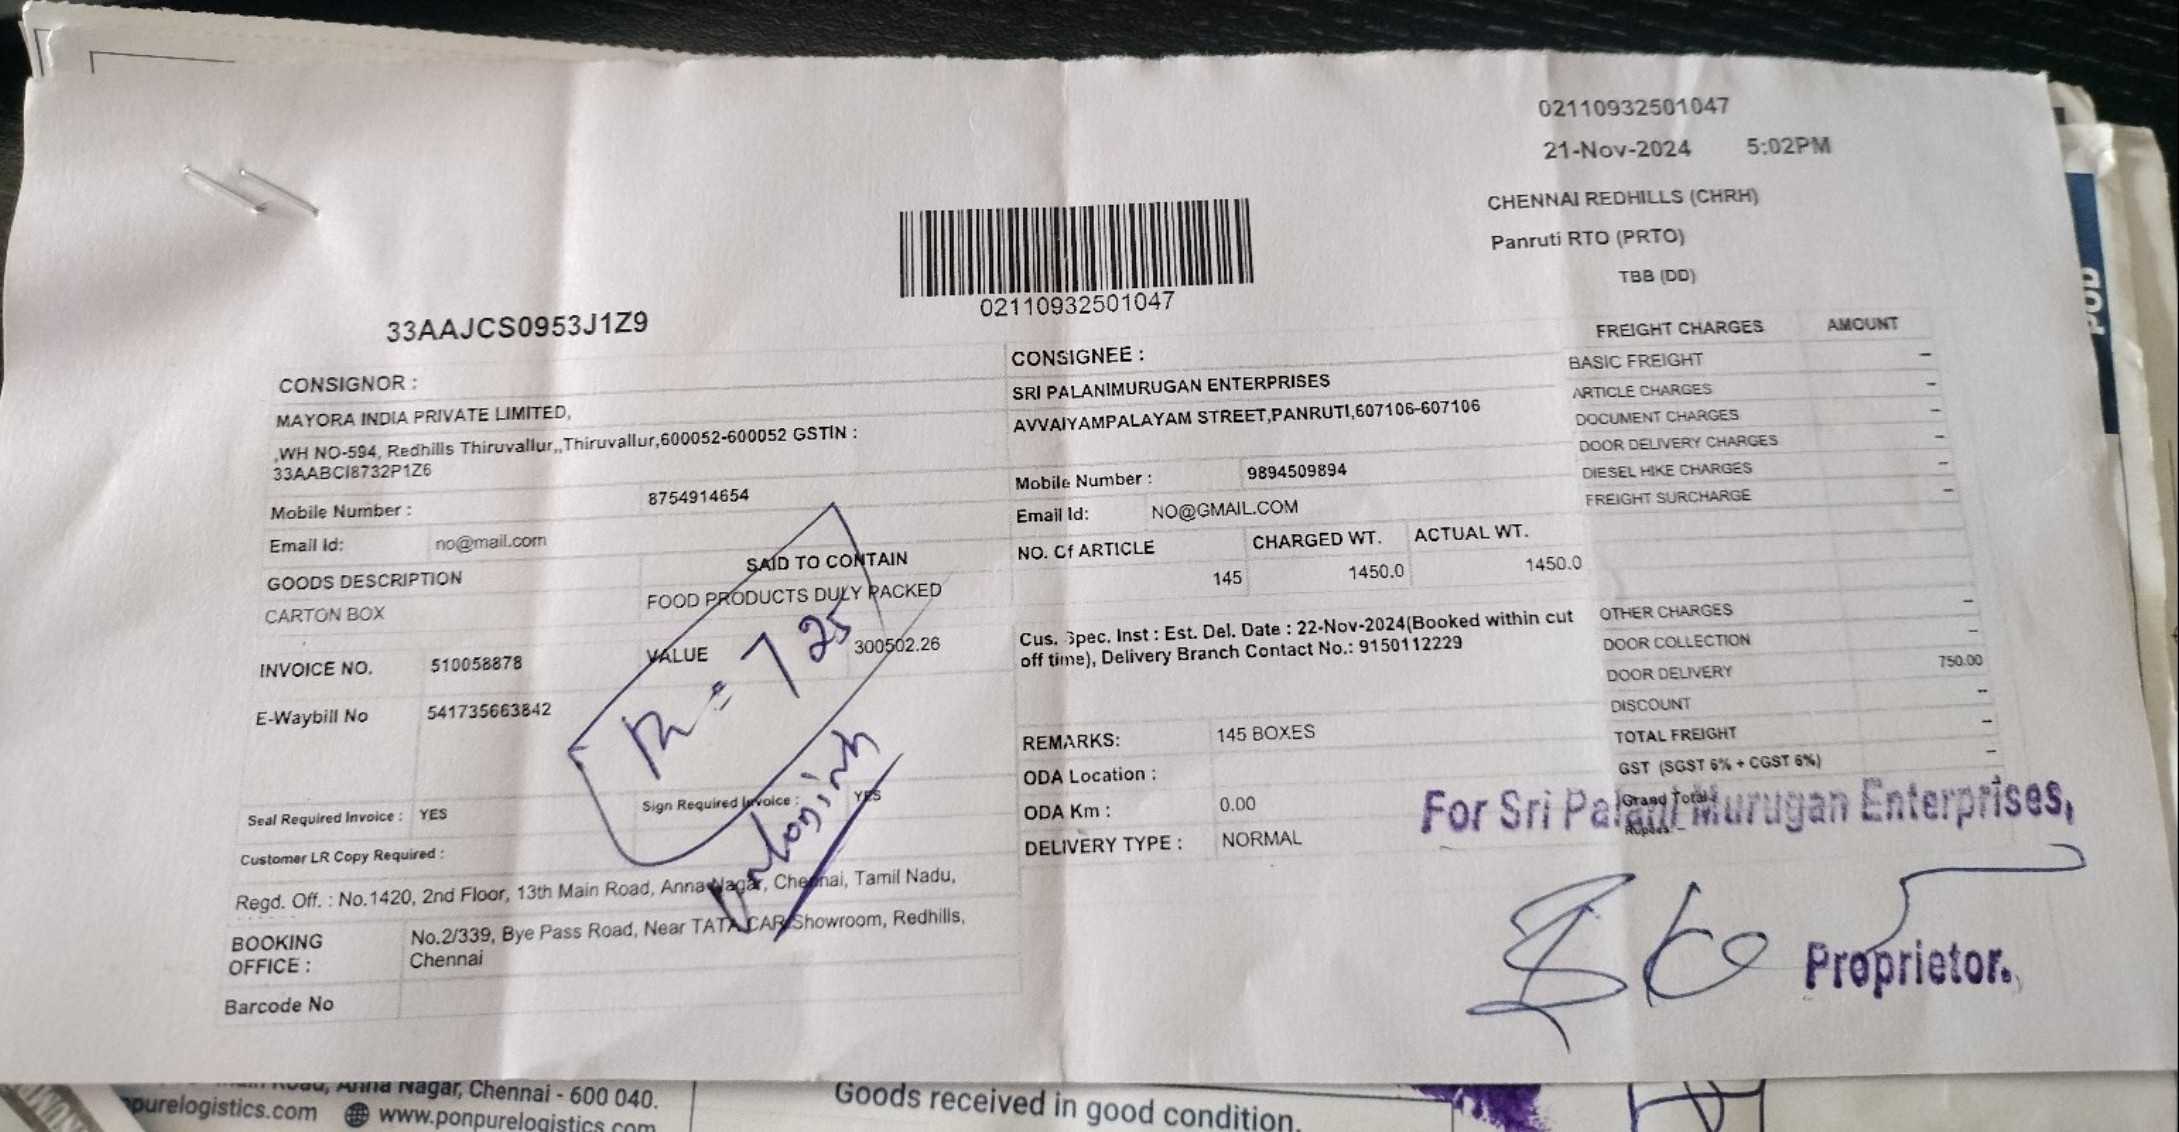 02110932501047
21-Nov-2024 5:02PM
CHENNAI REDHILLS (CHRH)
Panruti RTO (PRTO)
TBB (DD)
02110932501047
33AAJCS0953J1Z9
CONSIGNOR :
MAYORA INDIA PRIVATE LIMITED,
,WH NO-594, Redhills Thiruvallur,,Thiruvallur,600052-600052 GSTIN :
33AABCI8732P1Z6
Mobile Number : 8754914654
Email Id: no@mail.com
GOODS DESCRIPTION SAID TO CONTAIN
CARTON BOX FOOD PRODUCTS DULY PACKED
INVOICE NO. 510058878 VALUE 300502.26
E-Waybill No 541735663842
= 725
Seal Required Invoice : YES Sign Required Invoice : YES
Customer LR Copy Required :
Regd. Off. : No.1420, 2nd Floor, 13th Main Road, Anna Nagar, Chennai, Tamil Nadu,
BOOKING OFFICE : No.2/339, Bye Pass Road, Near TATA CAR Showroom, Redhills,
Chennai
Barcode No
CONSIGNEE :
SRI PALANIMURUGAN ENTERPRISES
AVVAIYAMPALAYAM STREET,PANRUTI,607106-607106
Mobile Number : 9894509894
Email Id: NO@GMAIL.COM
NO. Of ARTICLE CHARGED WT. ACTUAL WT.
145 1450.0 1450.0
Cus. Spec. Inst : Est. Del. Date : 22-Nov-2024(Booked within cut
off time), Delivery Branch Contact No.: 9150112229
REMARKS: 145 BOXES
ODA Location :
ODA Km : 0.00
DELIVERY TYPE : NORMAL
FREIGHT CHARGES AMOUNT
BASIC FREIGHT –
ARTICLE CHARGES –
DOCUMENT CHARGES –
DOOR DELIVERY CHARGES –
DIESEL HIKE CHARGES –
FREIGHT SURCHARGE –
OTHER CHARGES –
DOOR COLLECTION –
DOOR DELIVERY 750.00
DISCOUNT –
TOTAL FREIGHT –
GST (SGST 6% + CGST 6%) –
Grand Total
Rupees: –
For Sri Palani Murugan Enterprises,
Proprietor.
POD
Road, Anna Nagar, Chennai - 600 040.
purelogistics.com www.ponpurelogistics.com
Goods received in good condition.